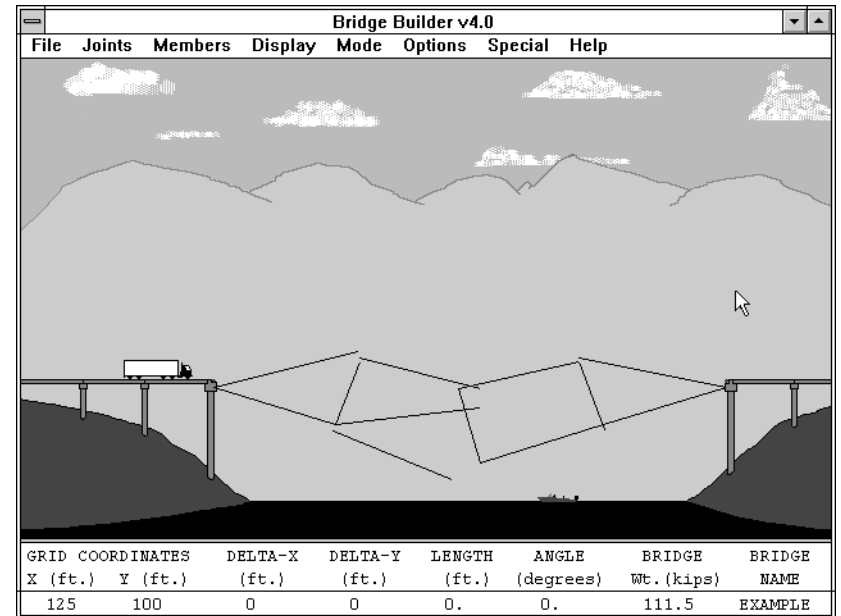 Bridge Builder v4.0
File Joints Members Display Mode Options Special Help
GRID COORDINATES DELTA-X DELTA-Y LENGTH ANGLE BRIDGE BRIDGE
X (ft.) Y (ft.) (ft.) (ft.) (ft.) (degrees) Wt.(kips) NAME
125 100 0 0 0. 0. 111.5 EXAMPLE